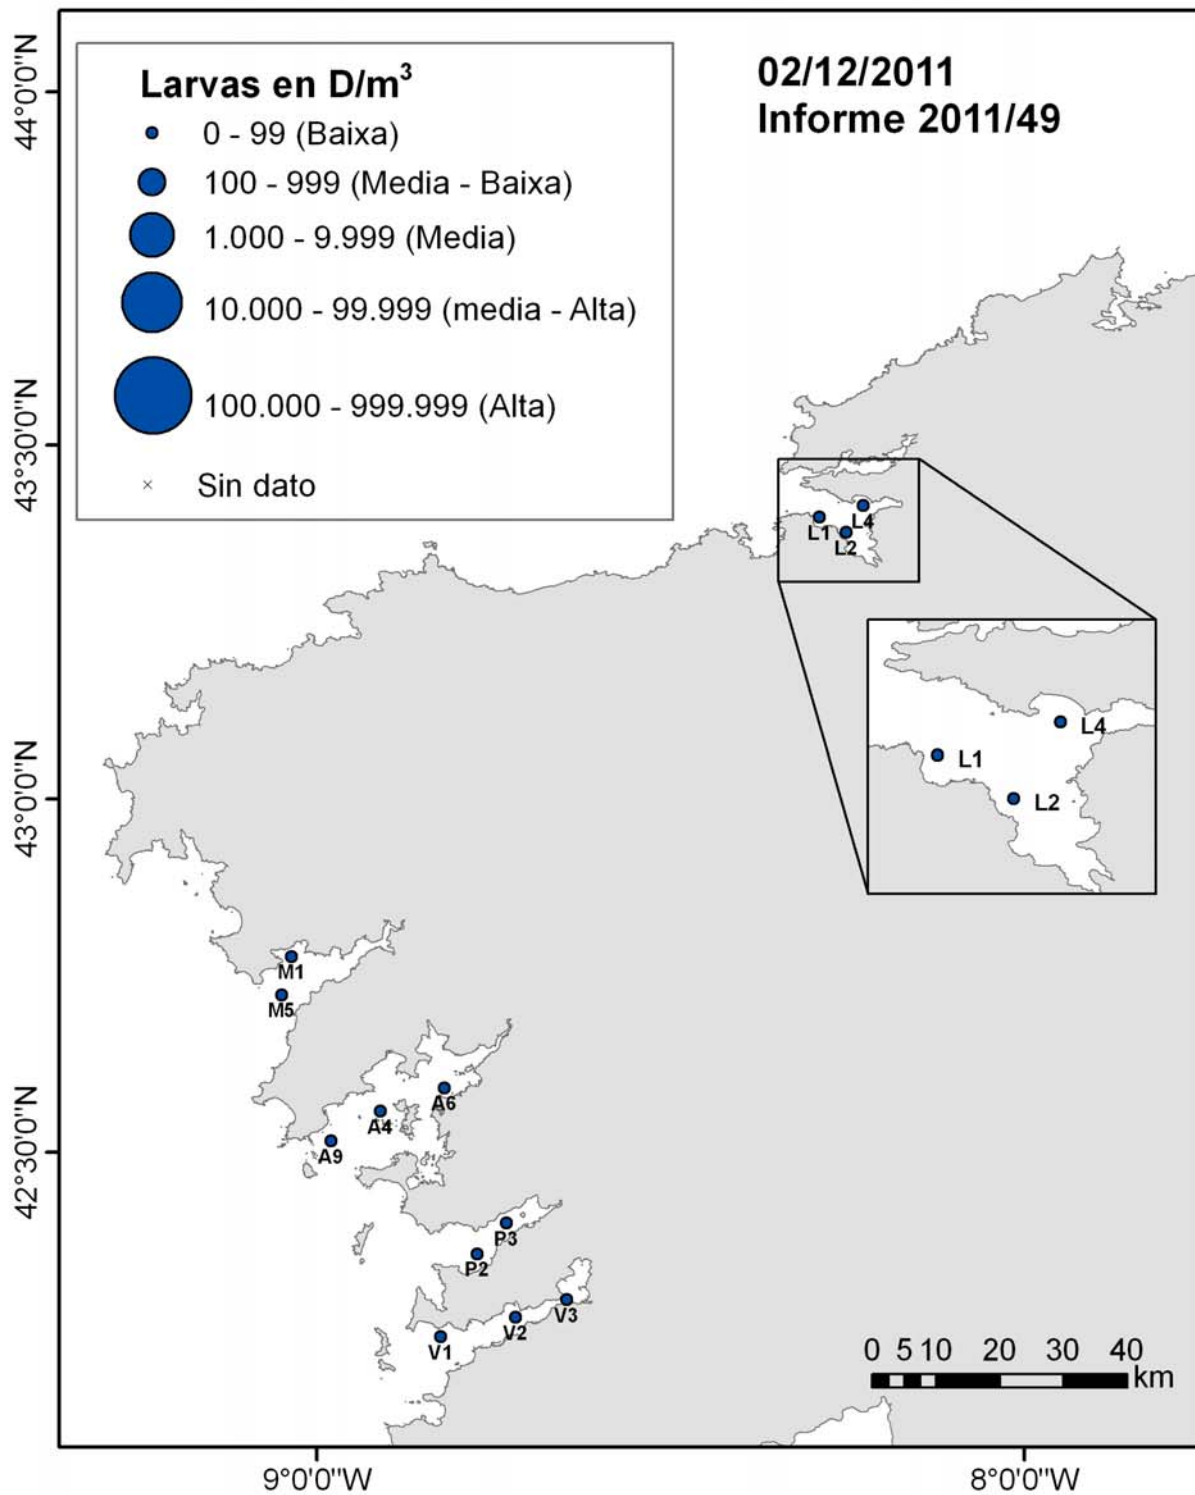 44°0'0"N
43°30'0"N
43°0'0"N
42°30'0"N
Larvas en D/m³
0 - 99 (Baixa)
100 - 999 (Media - Baixa)
1.000 - 9.999 (Media)
10.000 - 99.999 (media - Alta)
100.000 - 999.999 (Alta)
Sin dato
02/12/2011
Informe 2011/49
L4
L1
L2
L4
L1
L2
M1
M5
A6
A4
A9
P3
P2
V3
V2
V1
0 5 10 20 30 40
km
9°0'0"W
8°0'0"W